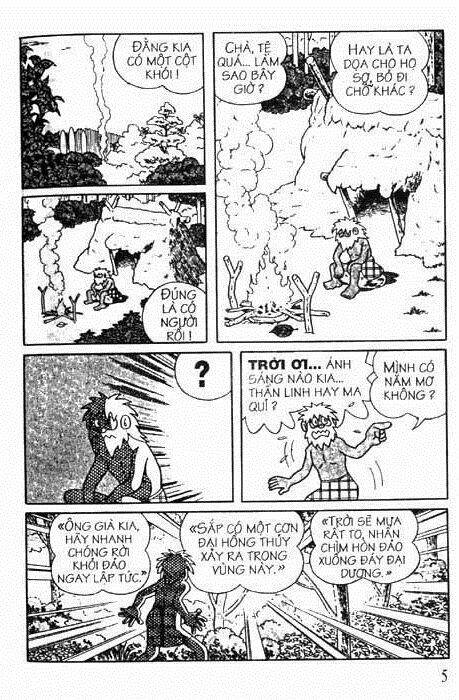 ĐẰNG KIA
CÓ MỘT CỘT
KHÓI !
ĐÚNG
LÀ CÓ
NGƯỜI
RỒI !
CHÀ, TỆ
QUÁ... LÀM
SAO BÂY
GIỜ ?
HAY LÀ TA
DỌA CHO HỌ
SỢ, BỎ ĐI
CHỖ KHÁC ?
?
TRỜI ƠI... ÁNH
SÁNG NÀO KIA...
THẦN LINH HAY MA
QUỈ ?
MÌNH CÓ
NẰM MƠ
KHÔNG ?
«ÔNG GIÀ KIA,
HÃY NHANH
CHÓNG RỜI
KHỎI ĐẢO
NGAY LẬP TỨC.»
«SẮP CÓ MỘT CƠN
ĐẠI HỒNG THỦY
XẢY RA TRONG
VÙNG NÀY.»
«TRỜI SẼ MƯA
RẤT TO, NHẤN
CHÌM HÒN ĐẢO
XUỐNG ĐÁY ĐẠI
DƯƠNG.»
5